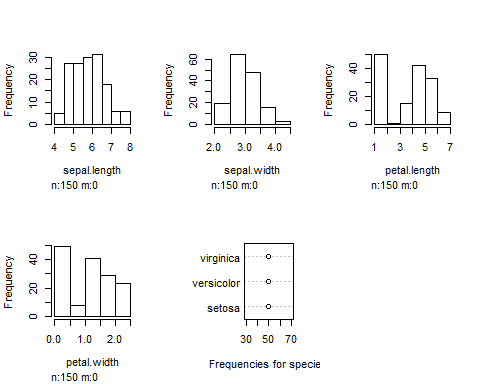 Frequency
0 10 20 30
4 5 6 7 8
sepal.length
n:150 m:0
Frequency
0 20 40 60
2.0 3.0 4.0
sepal.width
n:150 m:0
Frequency
0 20 40
1 3 5 7
petal.length
n:150 m:0
Frequency
0 20 40
0.0 1.0 2.0
petal.width
n:150 m:0
virginica
versicolor
setosa
30 50 70
Frequencies for specie